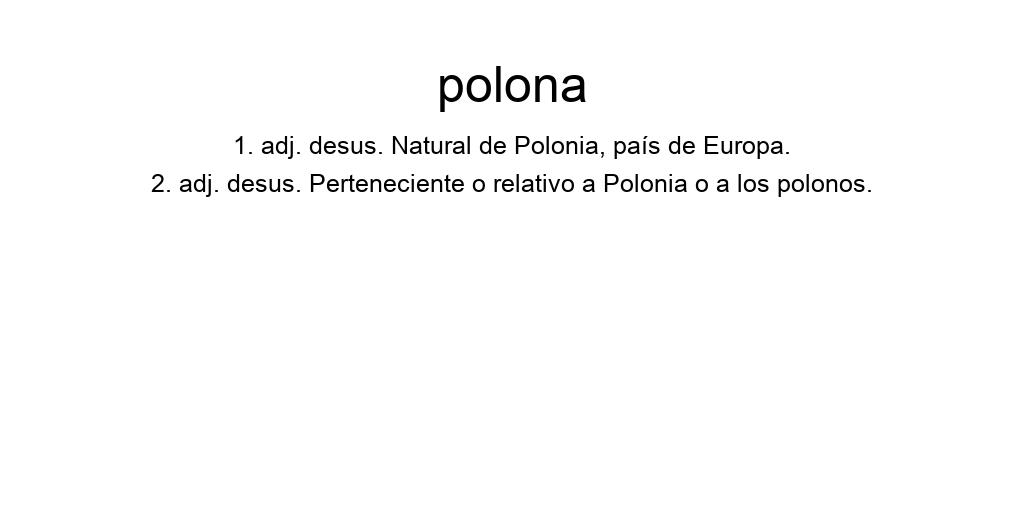 polona
1. adj. desus. Natural de Polonia, país de Europa.
2. adj. desus. Perteneciente o relativo a Polonia o a los polonos.